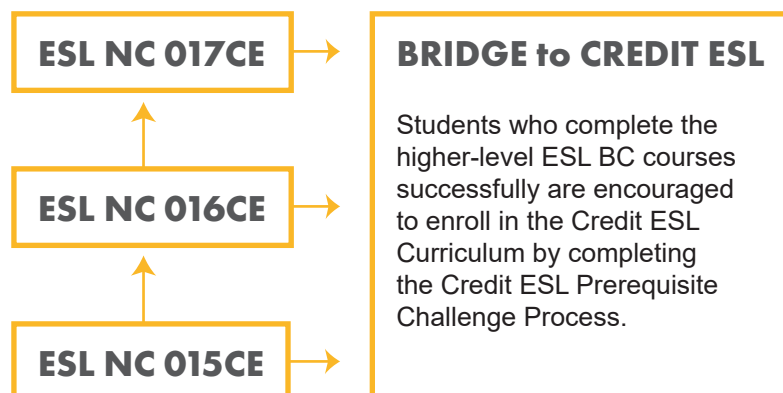 ESL NC 017CE
ESL NC 016CE
ESL NC 015CE
BRIDGE to CREDIT ESL
Students who complete the
higher-level ESL BC courses
successfully are encouraged
to enroll in the Credit ESL
Curriculum by completing
the Credit ESL Prerequisite
Challenge Process.